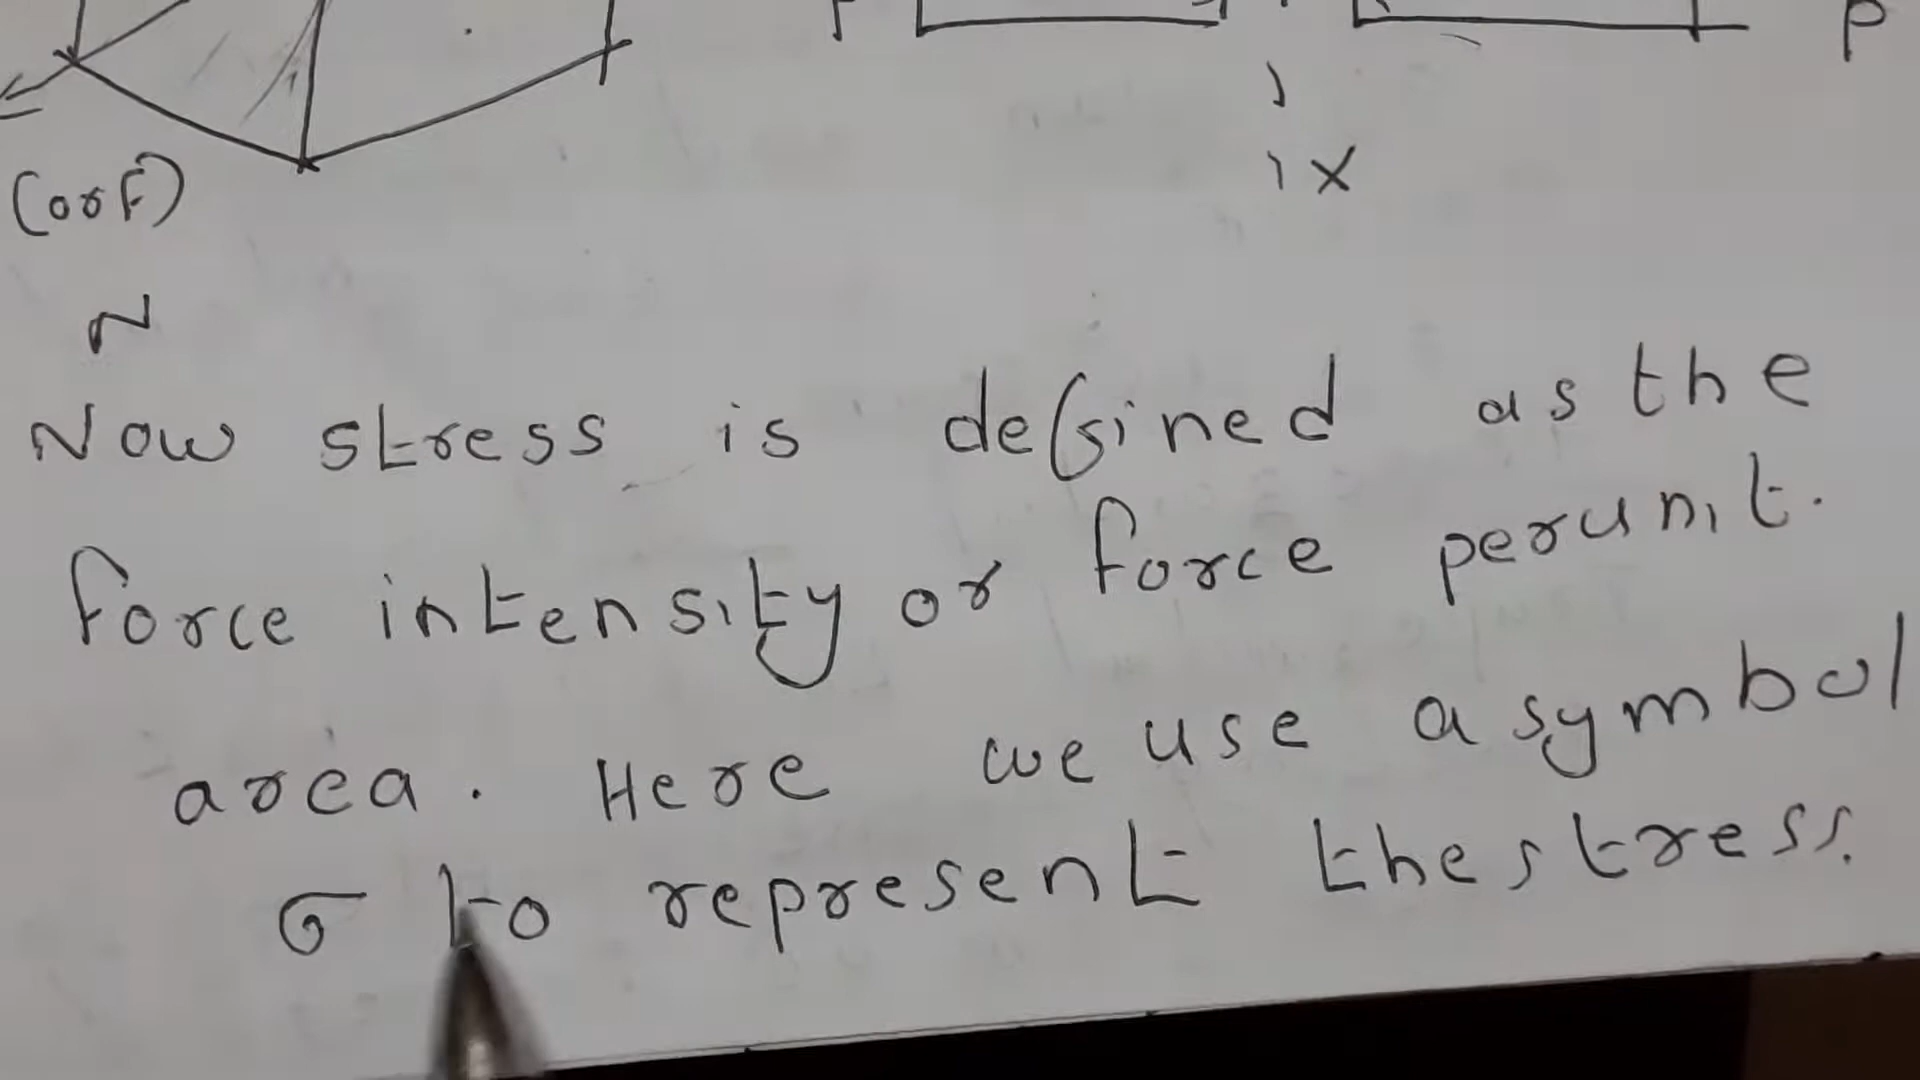 P P
X
(or F)
N
Now stress is defined as the
force intensity or force per unit.
area. Here we use a symbol
σ to represent the stress.